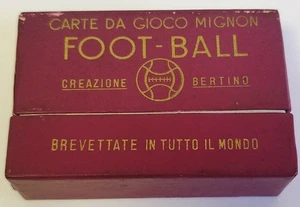 CARTE DA GIOCO MIGNON
FOOT-BALL
CREAZIONE BERTINO
BREVETTATE IN TUTTO IL MONDO